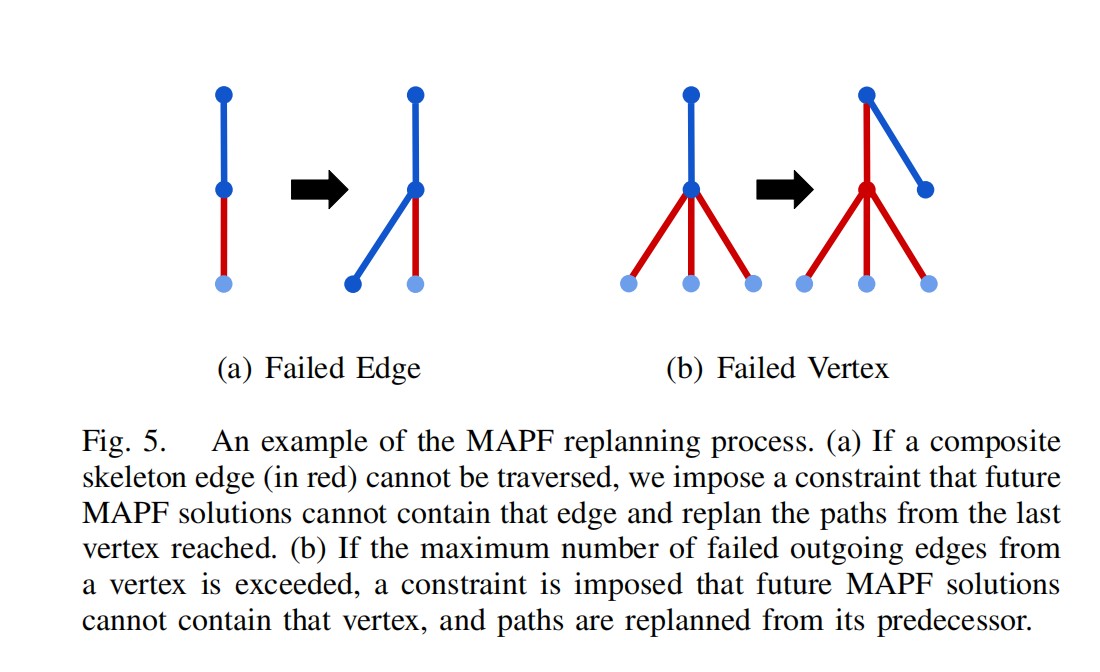 (a) Failed Edge
(b) Failed Vertex
Fig. 5. An example of the MAPF replanning process. (a) If a composite
skeleton edge (in red) cannot be traversed, we impose a constraint that future
MAPF solutions cannot contain that edge and replan the paths from the last
vertex reached. (b) If the maximum number of failed outgoing edges from
a vertex is exceeded, a constraint is imposed that future MAPF solutions
cannot contain that vertex, and paths are replanned from its predecessor.